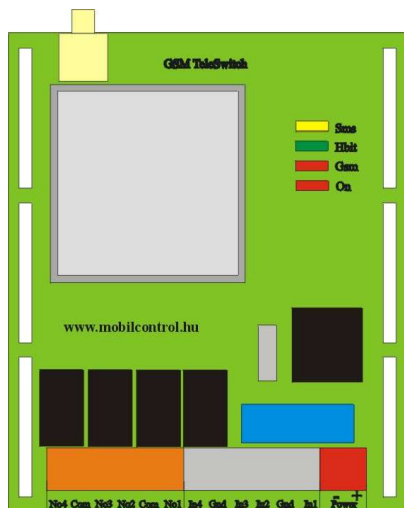 GSM TeleSwitch
Sms
Hbit
Gsm
On
www.mobilcontrol.hu
No4 Com No3 No2 Com No1 In4 Gnd In3 In2 Gnd In1 - +
Power